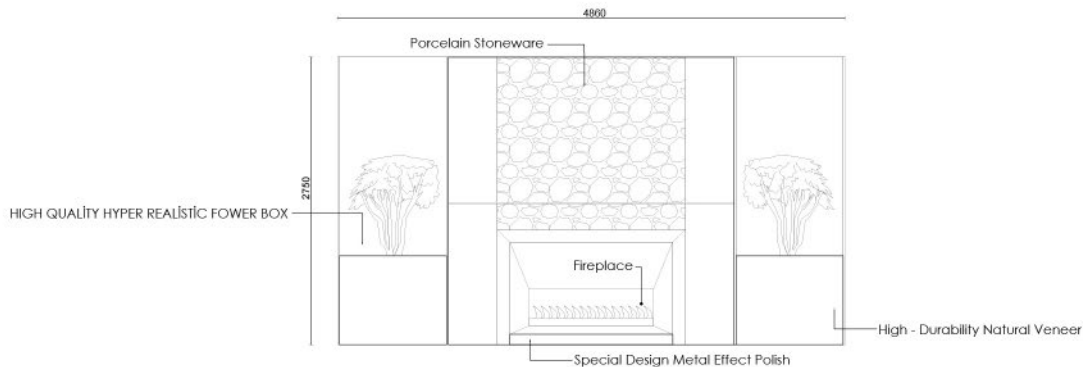 4860
Porcelain Stoneware
2750
HIGH QUALİTY HYPER REALİSTİC FOWER BOX
Fireplace
High - Durability Natural Veneer
Special Design Metal Effect Polish